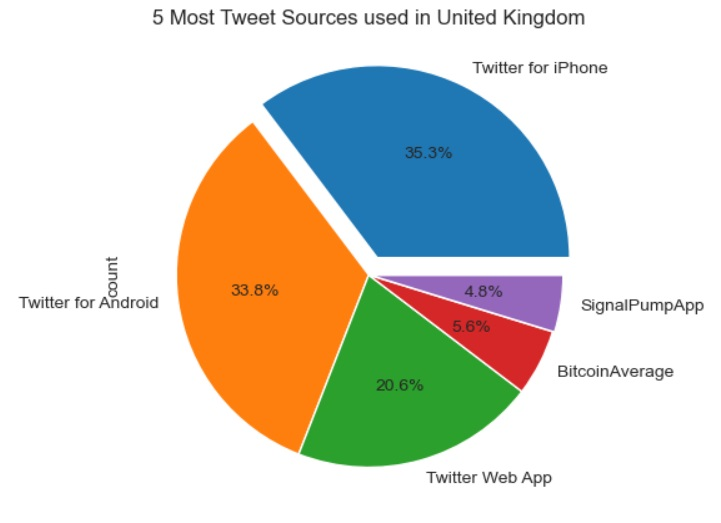 5 Most Tweet Sources used in United Kingdom
Twitter for iPhone
35.3%
count
33.8%
Twitter for Android
4.8%
SignalPumpApp
5.6%
BitcoinAverage
20.6%
Twitter Web App